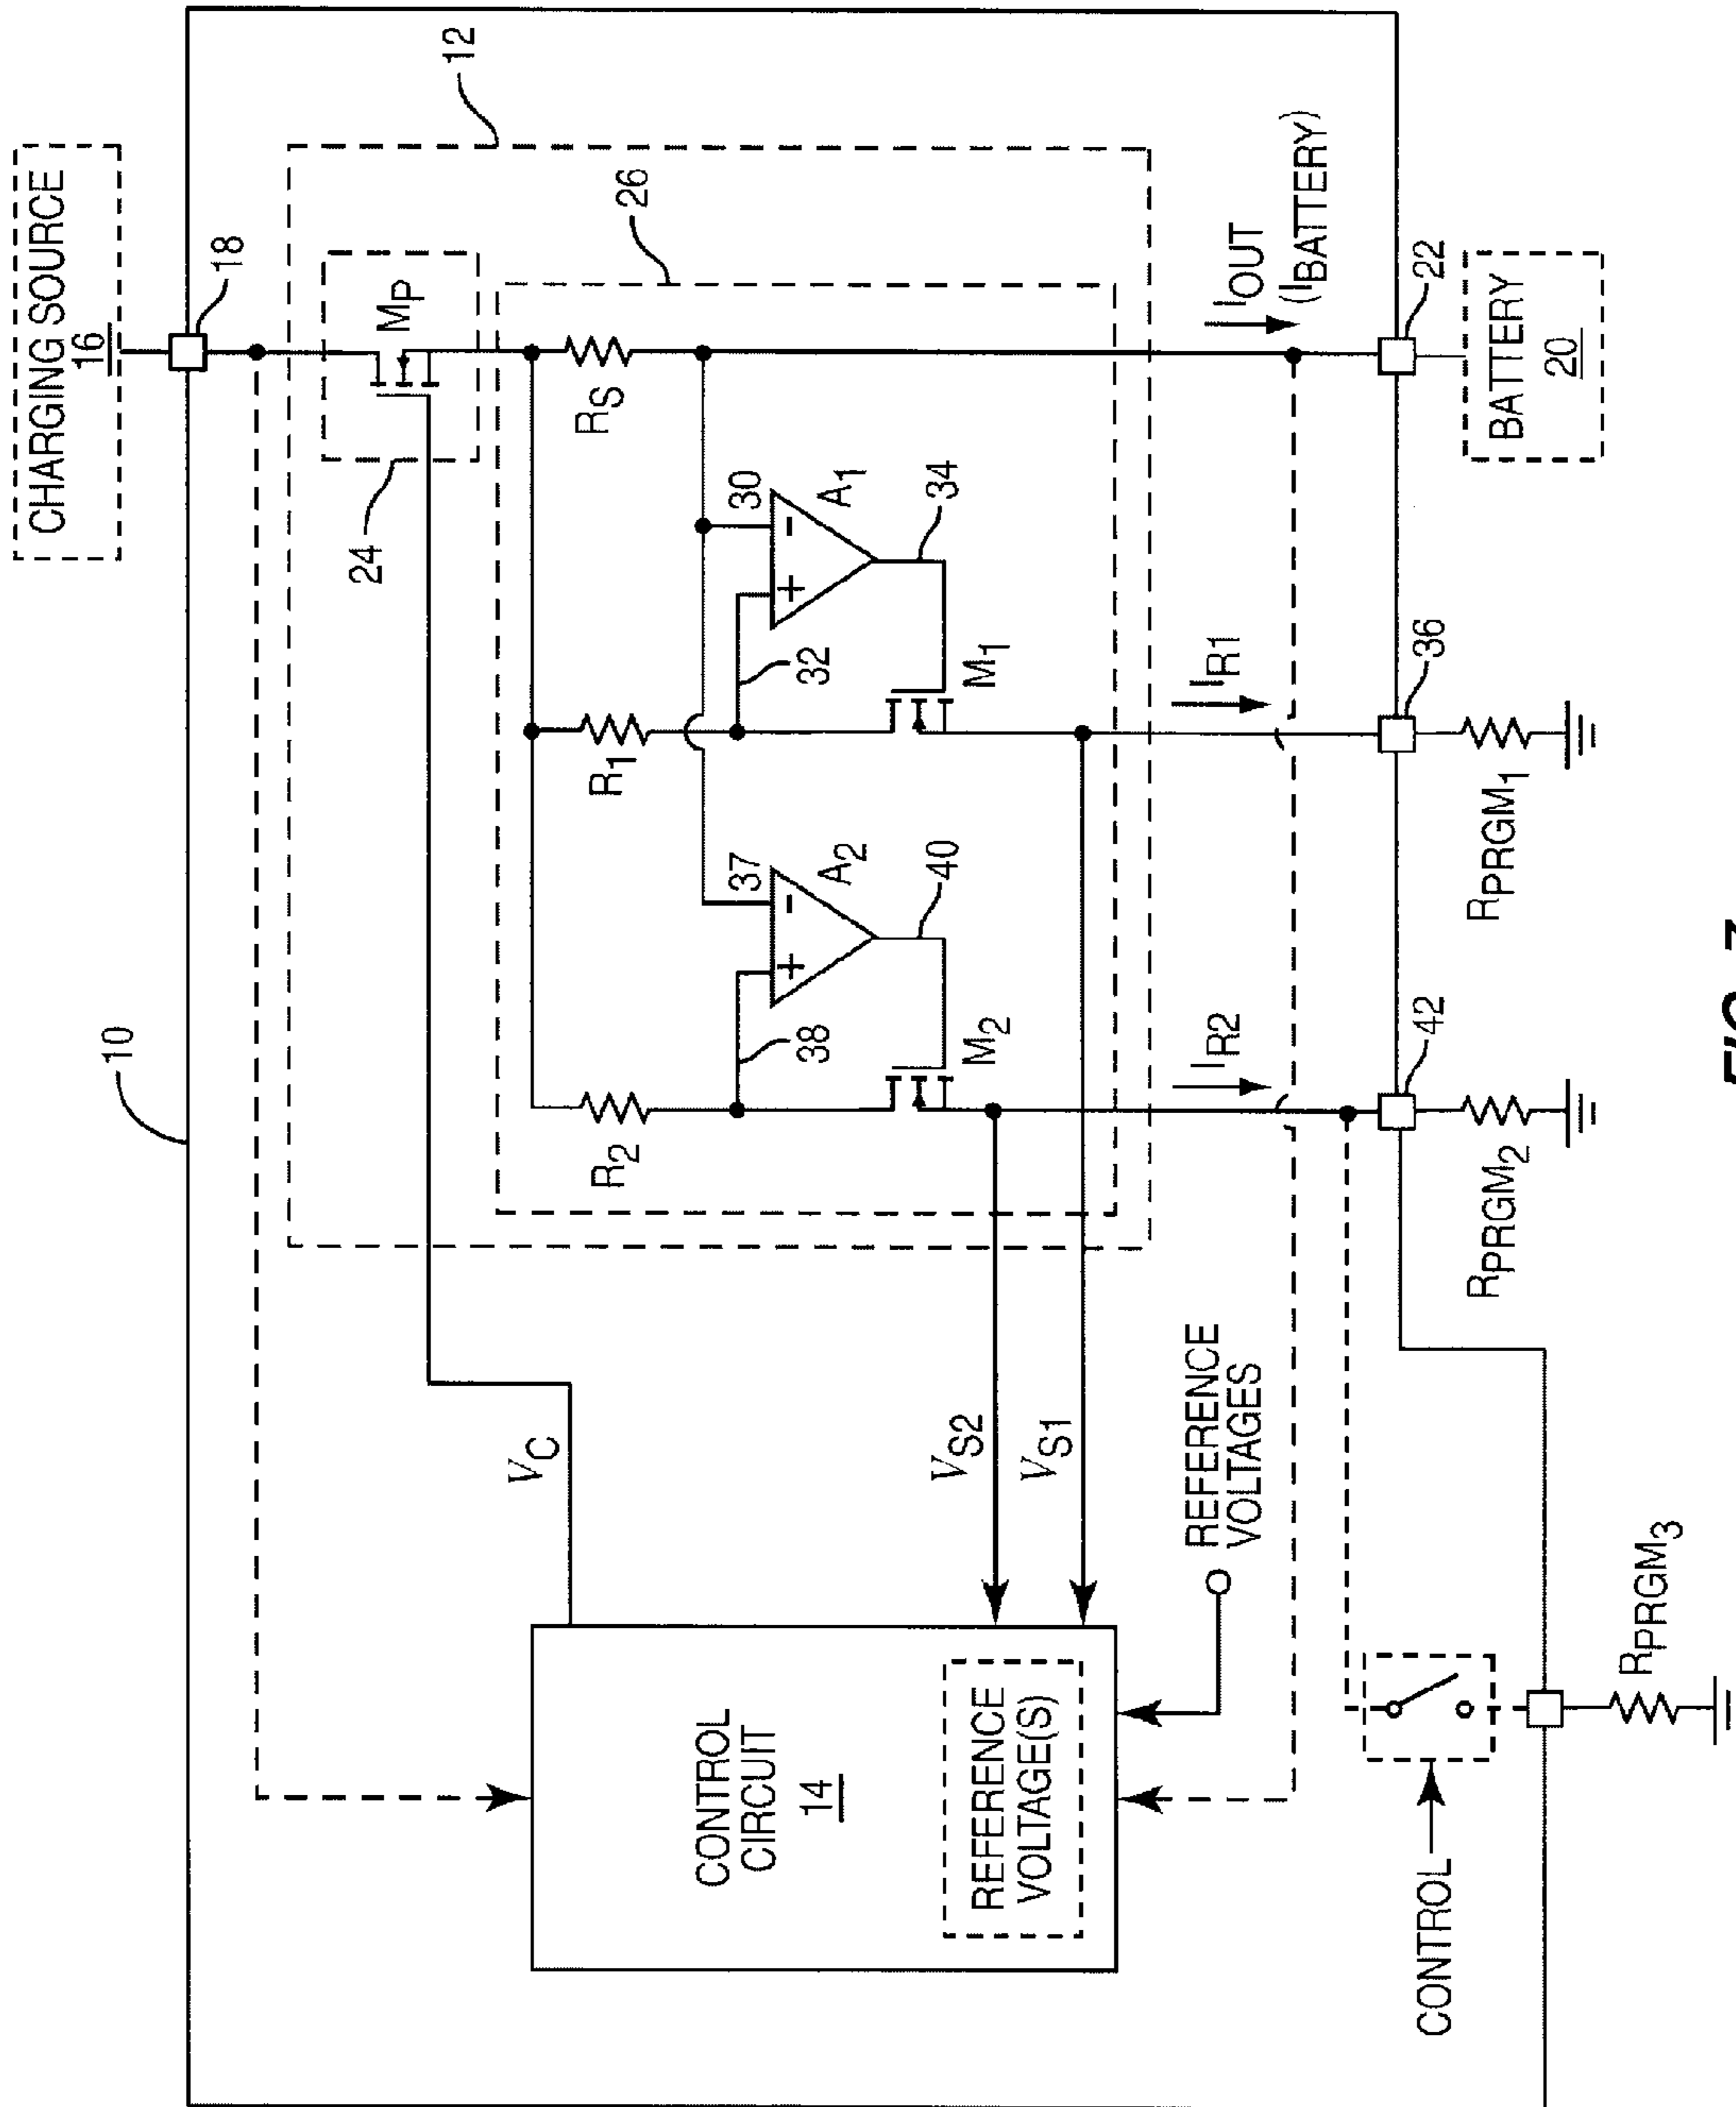 CHARGING SOURCE
16
18
12
10
24
MP
26
RS
R1
R2
30
32
A1
34
M1
37
38
A2
40
M2
VC
VS2
VS1
CONTROL
CIRCUIT
14
REFERENCE
VOLTAGE(S)
REFERENCE
VOLTAGES
IOUT
(IBATTERY)
IR1
IR2
22
36
42
BATTERY
20
RPRGM1
RPRGM2
RPRGM3
CONTROL